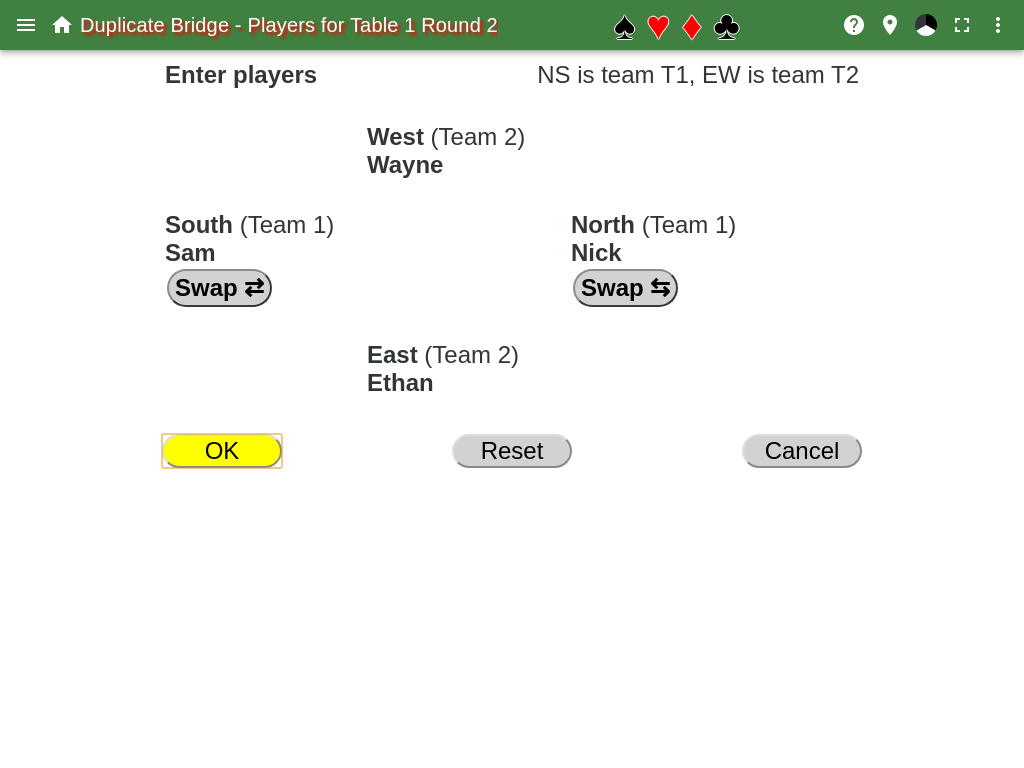 Duplicate Bridge - Players for Table 1 Round 2
Enter players NS is team T1, EW is team T2
West (Team 2)
Wayne
South (Team 1) North (Team 1)
Sam Nick
Swap ⇄ Swap ⇆
East (Team 2)
Ethan
OK Reset Cancel